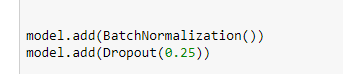 model.add(BatchNormalization())
model.add(Dropout(0.25))